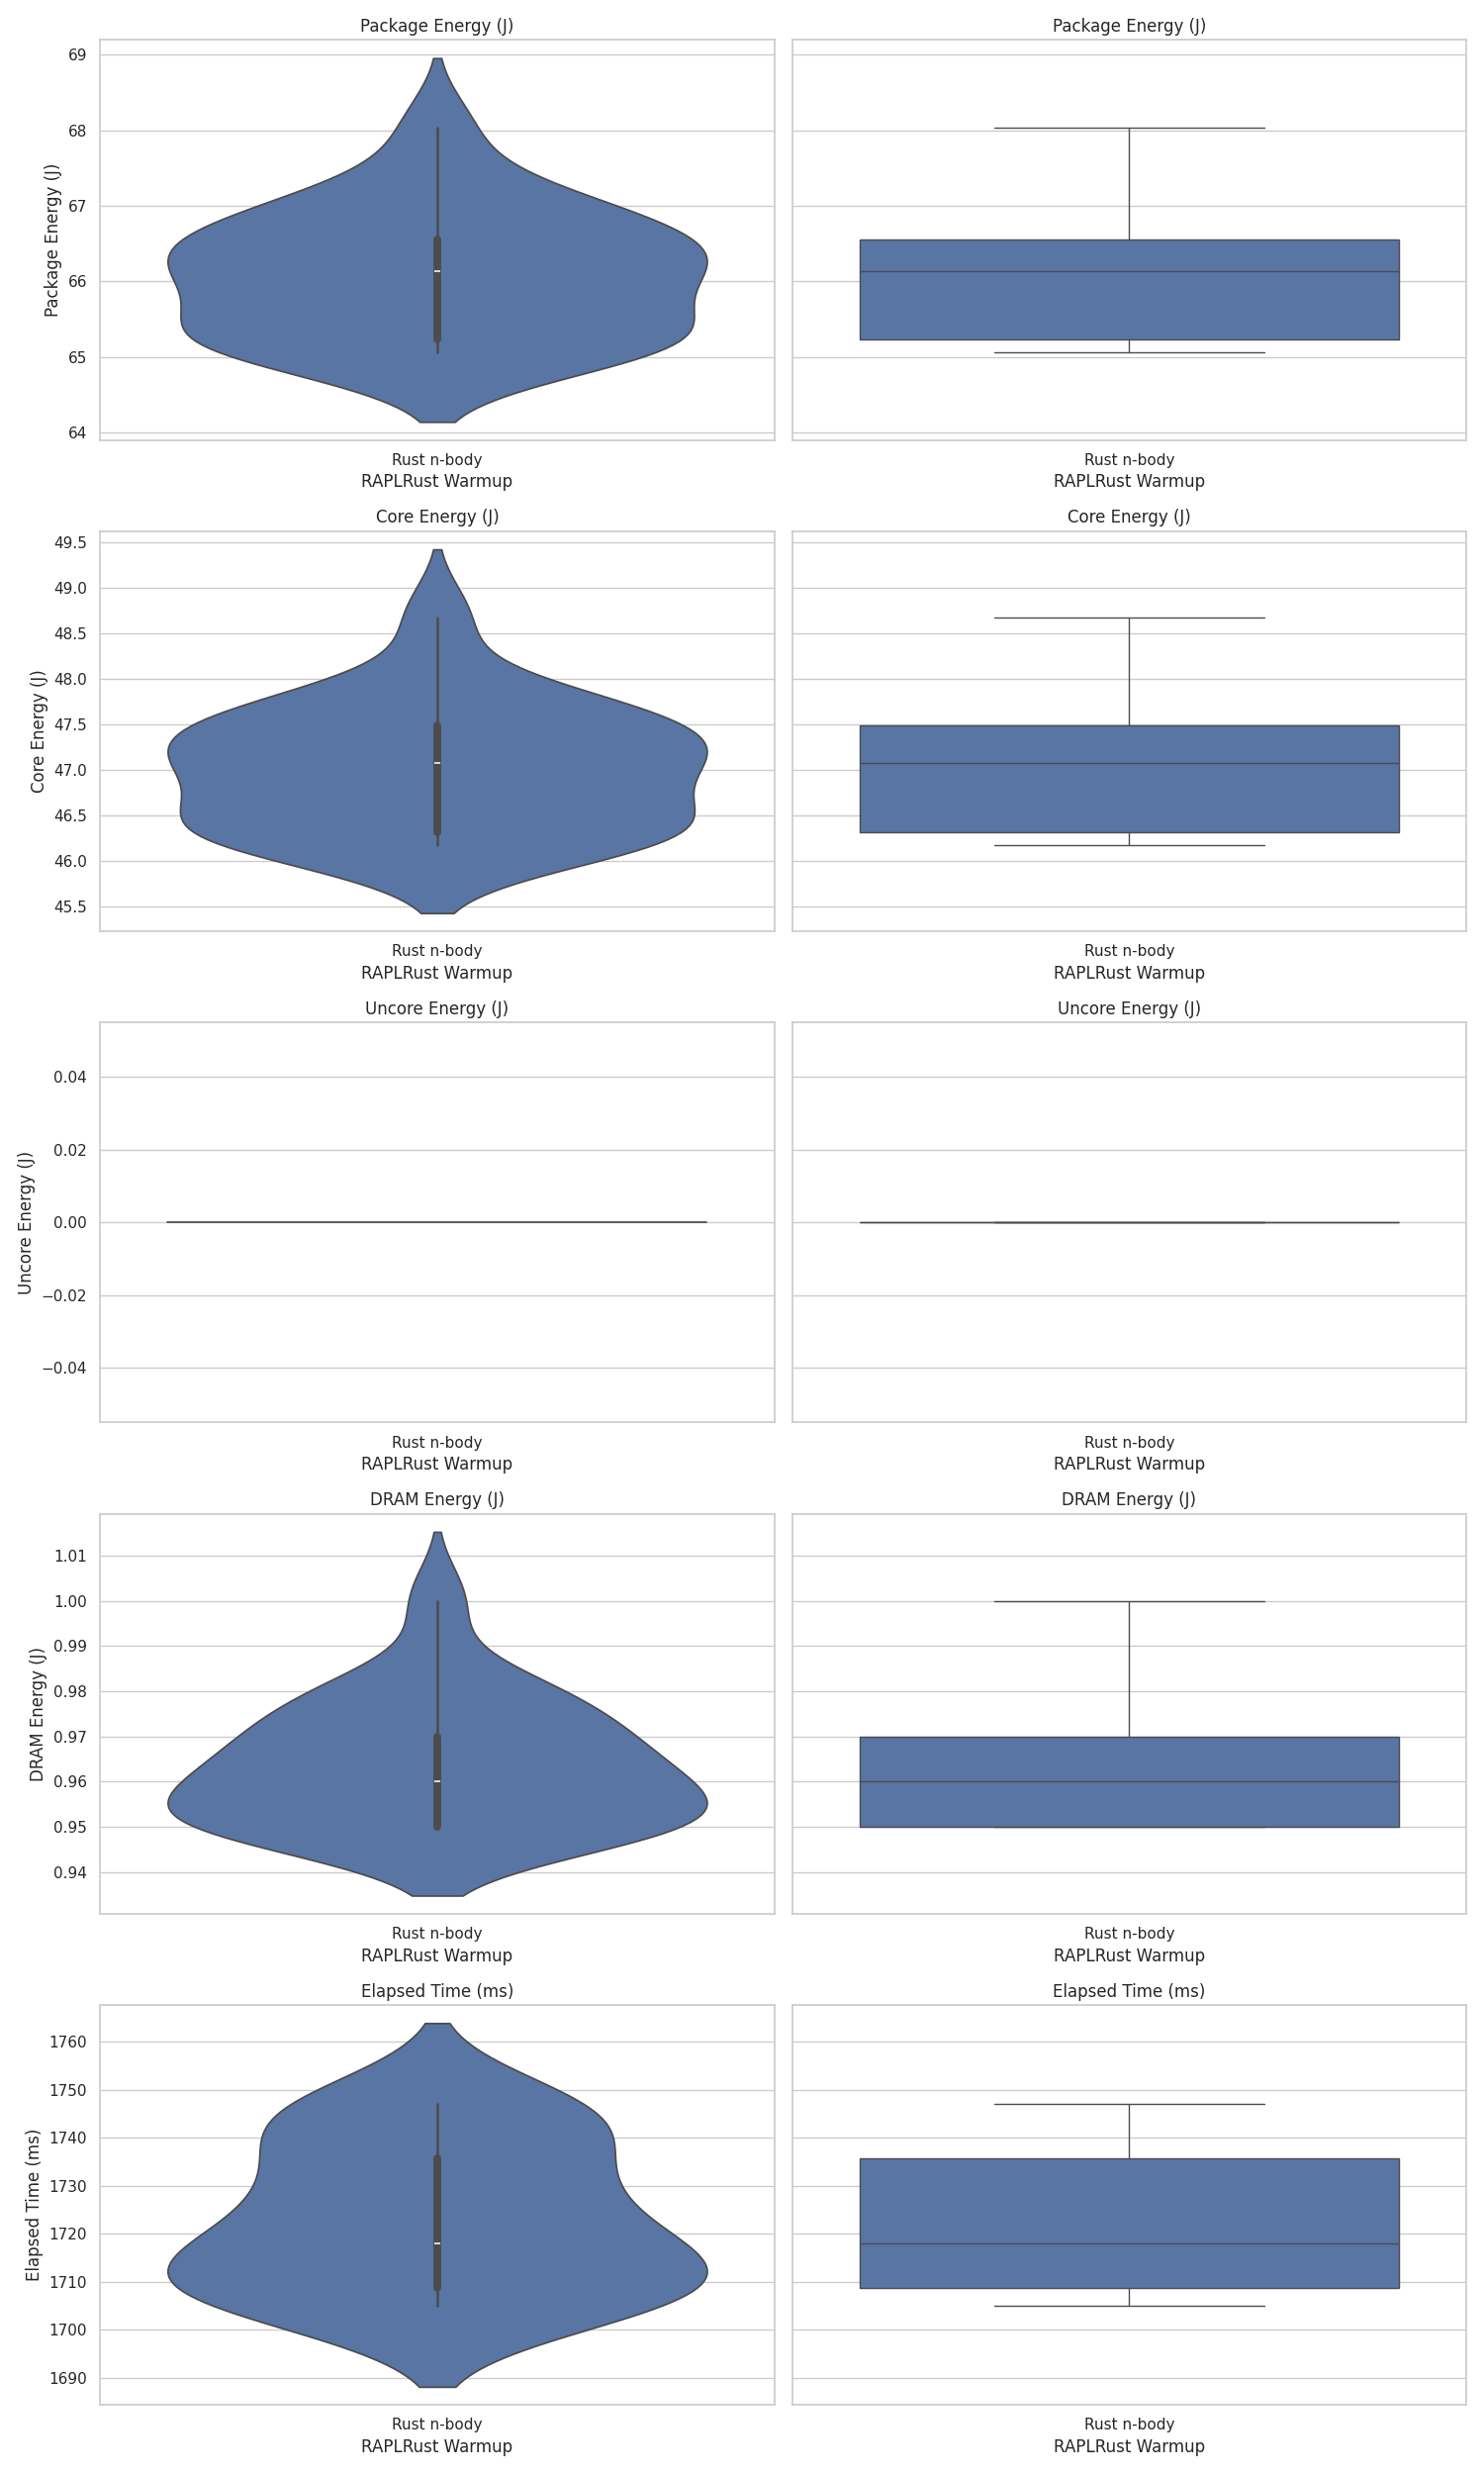 Package Energy (J)
Package Energy (J)
69
68
67
66
65
64
Package Energy (J)
Rust n-body
RAPLRust Warmup
Rust n-body
RAPLRust Warmup
Core Energy (J)
Core Energy (J)
49.5
49.0
48.5
48.0
47.5
47.0
46.5
46.0
45.5
Core Energy (J)
Rust n-body
RAPLRust Warmup
Rust n-body
RAPLRust Warmup
Uncore Energy (J)
Uncore Energy (J)
0.04
0.02
0.00
−0.02
−0.04
Uncore Energy (J)
Rust n-body
RAPLRust Warmup
Rust n-body
RAPLRust Warmup
DRAM Energy (J)
DRAM Energy (J)
1.01
1.00
0.99
0.98
0.97
0.96
0.95
0.94
DRAM Energy (J)
Rust n-body
RAPLRust Warmup
Rust n-body
RAPLRust Warmup
Elapsed Time (ms)
Elapsed Time (ms)
1760
1750
1740
1730
1720
1710
1700
1690
Elapsed Time (ms)
Rust n-body
RAPLRust Warmup
Rust n-body
RAPLRust Warmup